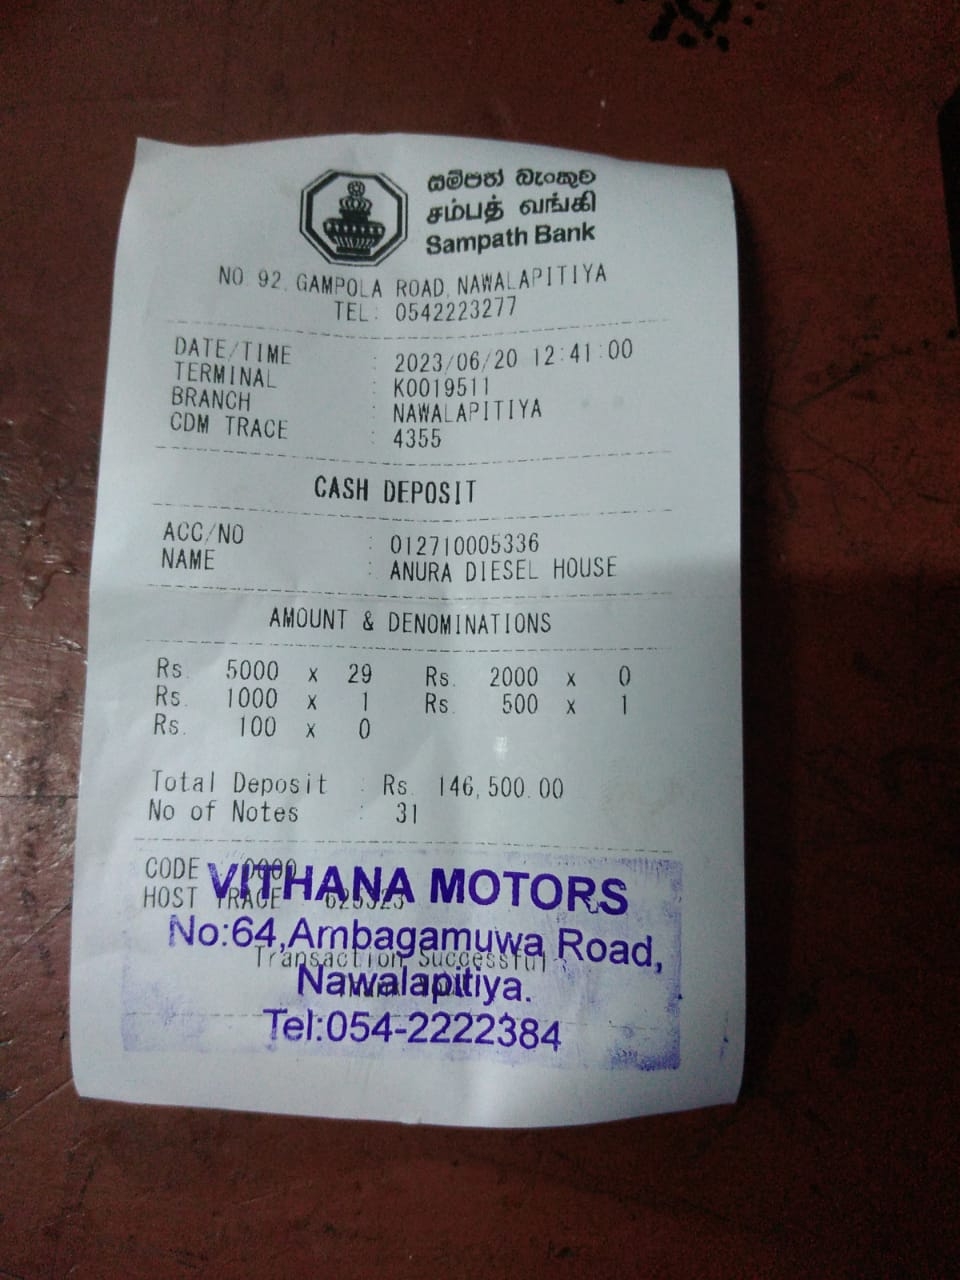 සම්පත් බැංකුව
சம்பத் வங்கி
Sampath Bank
NO 92, GAMPOLA ROAD, NAWALAPITIYA
TEL: 0542223277
DATE/TIME : 2023/06/20 12:41:00
TERMINAL : K0019511
BRANCH : NAWALAPITIYA
CDM TRACE : 4355
CASH DEPOSIT
ACC/NO : 012710005336
NAME : ANURA DIESEL HOUSE
AMOUNT & DENOMINATIONS
Rs. 5000 x 29 Rs. 2000 x 0
Rs. 1000 x 1 Rs. 500 x 1
Rs. 100 x 0
Total Deposit : Rs. 146,500.00
No of Notes : 31
CODE 0000
HOST TRACE 625323
VITHANA MOTORS
No:64,Ambagamuwa Road,
Transaction Successful
Nawalapitiya.
Tel:054-2222384